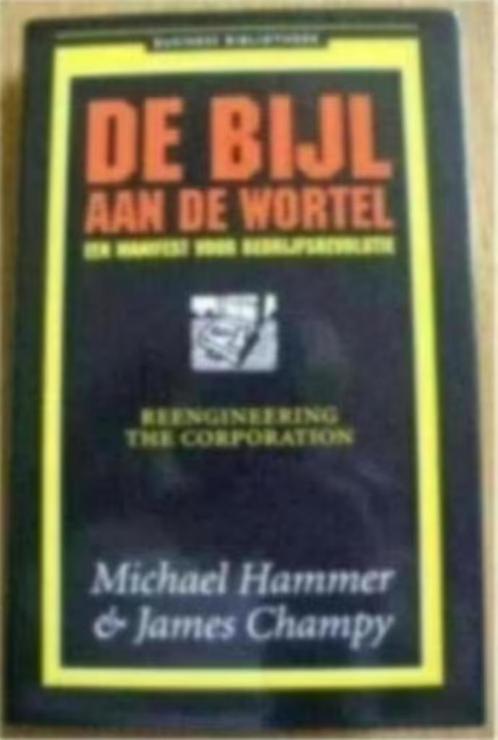 BUSINESS BIBLIOTHEEK
DE BIJL
AAN DE WORTEL
EEN MANIFEST VOOR BEDRIJFSREVOLUTIE
REENGINEERING
THE CORPORATION
Michael Hammer
& James Champy